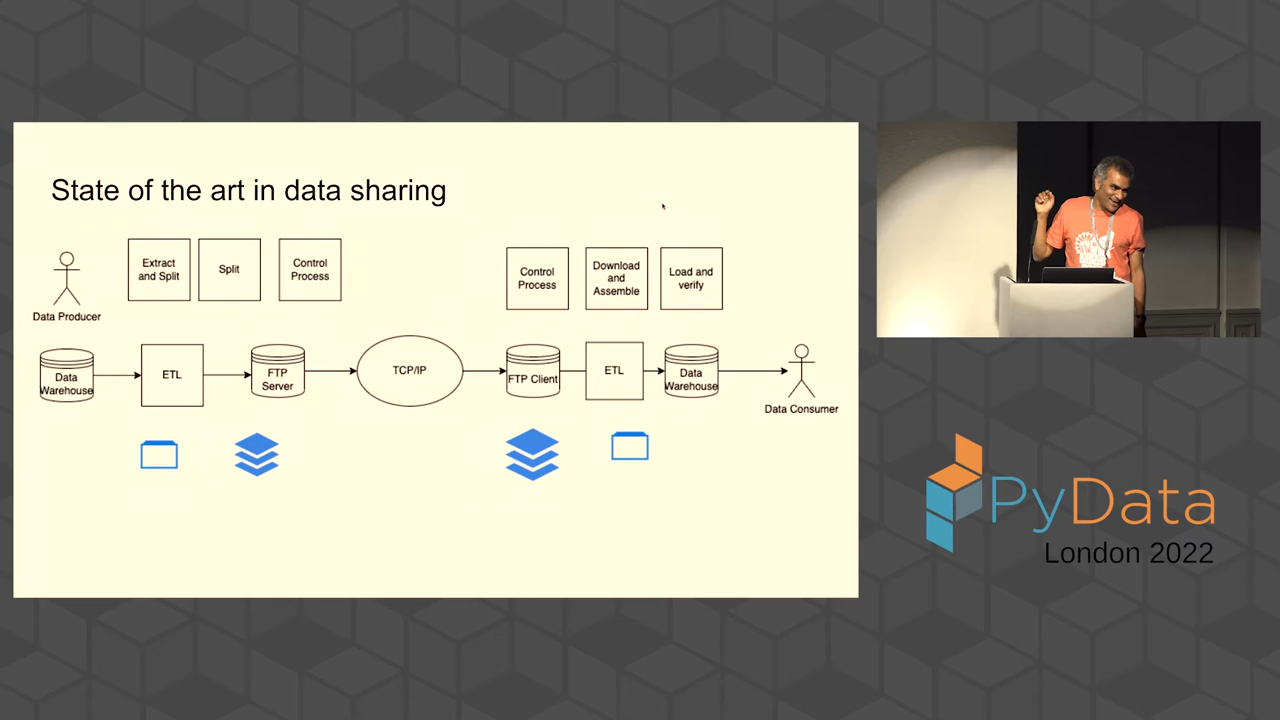 State of the art in data sharing
Extract
and Split
Split
Control
Process
Control
Process
Download
and
Assemble
Load and
verify
Data Producer
Data
Warehouse
ETL
FTP
Server
TCP/IP
FTP Client
ETL
Data
Warehouse
Data Consumer
PyData
London 2022